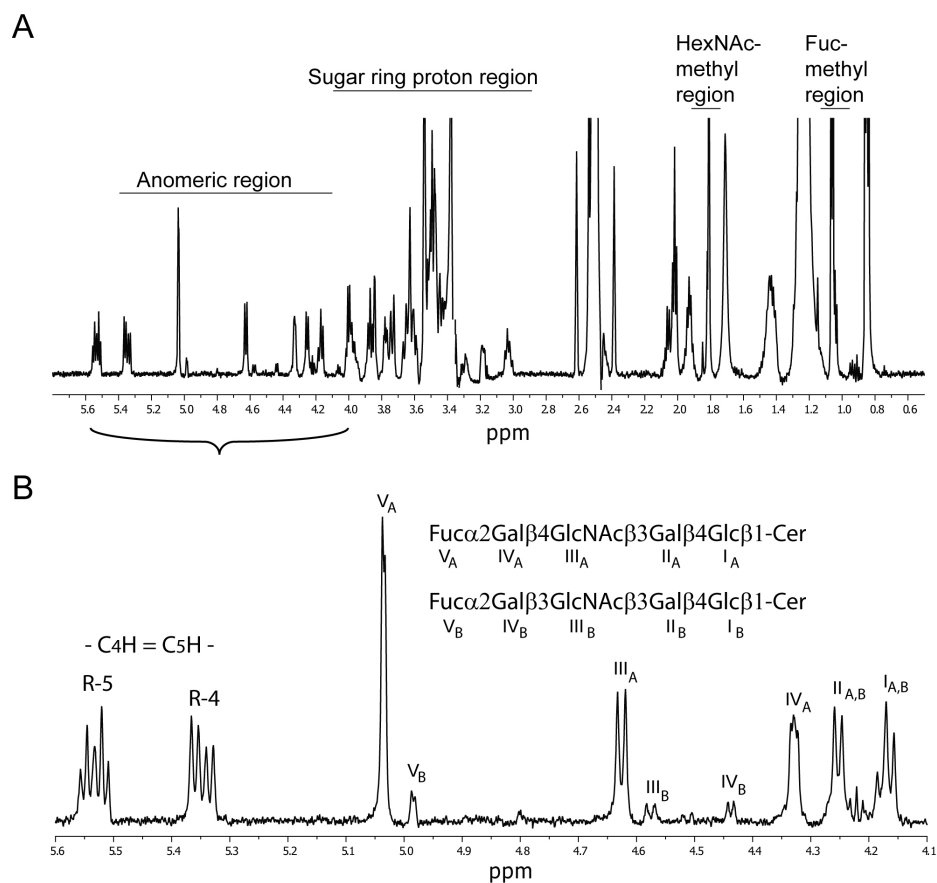 A
Sugar ring proton region
HexNAc-
methyl
region
Fuc-
methyl
region
Anomeric region
5.6 5.4 5.2 5.0 4.8 4.6 4.4 4.2 4.0 3.8 3.6 3.4 3.2 3.0 2.8 2.6 2.4 2.2 2.0 1.8 1.6 1.4 1.2 1.0 0.8 0.6
ppm
B
VA
Fucα2Galβ4GlcNAcβ3Galβ4Glcβ1-Cer
VA IVA IIIA IIA IA
Fucα2Galβ3GlcNAcβ3Galβ4Glcβ1-Cer
VB IVB IIIB IIB IB
- C4H = C5H -
R-5
R-4
VB
IIIA
IIIB
IVB
IVA
IIA,B
IA,B
5.6 5.5 5.4 5.3 5.2 5.1 5.0 4.9 4.8 4.7 4.6 4.5 4.4 4.3 4.2 4.1
ppm